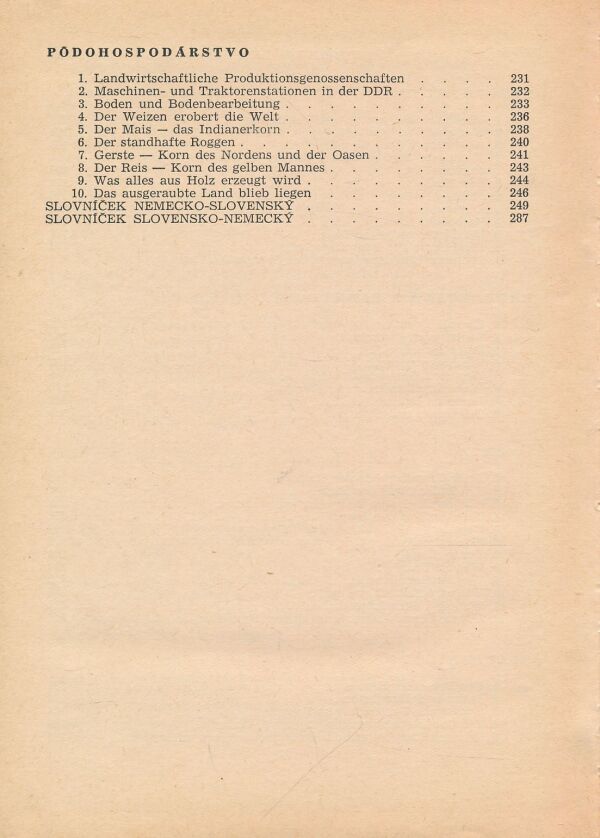 PÔDOHOSPODÁRSTVO
1. Landwirtschaftliche Produktionsgenossenschaften . . . . 231
2. Maschinen- und Traktorenstationen in der DDR . . . . . 232
3. Boden und Bodenbearbeitung . . . . . . . . . 233
4. Der Weizen erobert die Welt . . . . . . . . . 236
5. Der Mais — das Indianerkorn . . . . . . . . . 238
6. Der standhafte Roggen . . . . . . . . . . . 240
7. Gerste — Korn des Nordens und der Oasen . . . . . . 241
8. Der Reis — Korn des gelben Mannes . . . . . . . 243
9. Was alles aus Holz erzeugt wird . . . . . . . . 244
10. Das ausgeraubte Land blieb liegen . . . . . . . 246
SLOVNÍČEK NEMECKO-SLOVENSKÝ . . . . . . . . 249
SLOVNÍČEK SLOVENSKO-NEMECKÝ . . . . . . . . 287